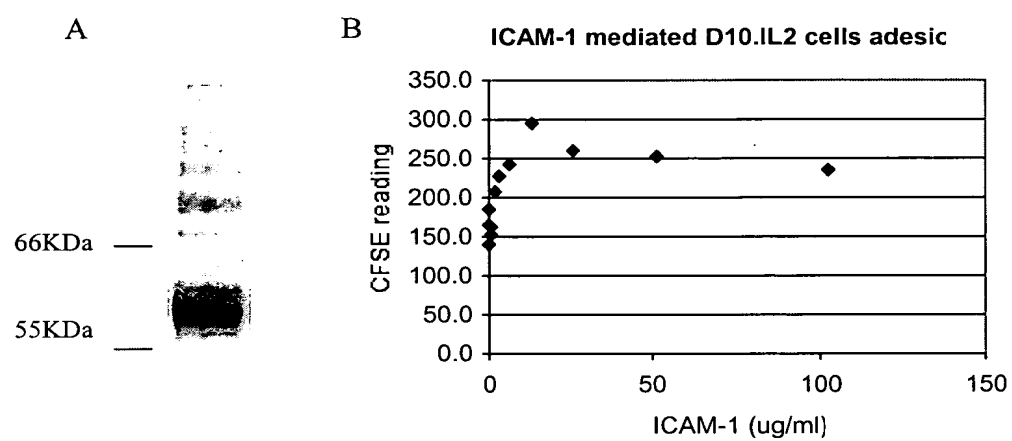 A
66KDa
55KDa
B
ICAM-1 mediated D10.IL2 cells adesic
CFSE reading
350.0
300.0
250.0
200.0
150.0
100.0
50.0
0.0
0 50 100 150
ICAM-1 (ug/ml)